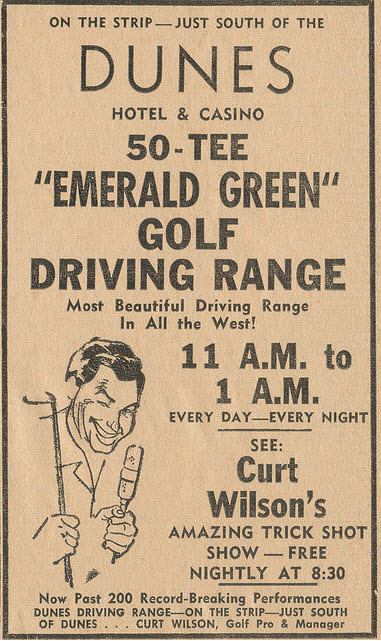 ON THE STRIP—JUST SOUTH OF THE
DUNES
HOTEL & CASINO
50-TEE
“EMERALD GREEN“
GOLF
DRIVING RANGE
Most Beautiful Driving Range
In All the West!
11 A.M. to
1 A.M.
EVERY DAY—EVERY NIGHT
SEE:
Curt
Wilson's
AMAZING TRICK SHOT
SHOW — FREE
NIGHTLY AT 8:30
Now Past 200 Record-Breaking Performances
DUNES DRIVING RANGE—ON THE STRIP—JUST SOUTH
OF DUNES . . . CURT WILSON, Golf Pro & Manager